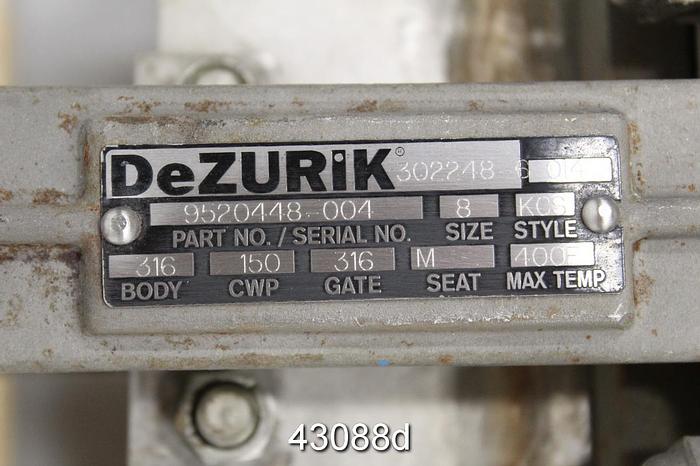 DeZURiK® 302248-6 014
9520448-004 8 KGS
PART NO. / SERIAL NO. SIZE STYLE
316 150 316 M 400F
BODY CWP GATE SEAT MAX TEMP
43088d